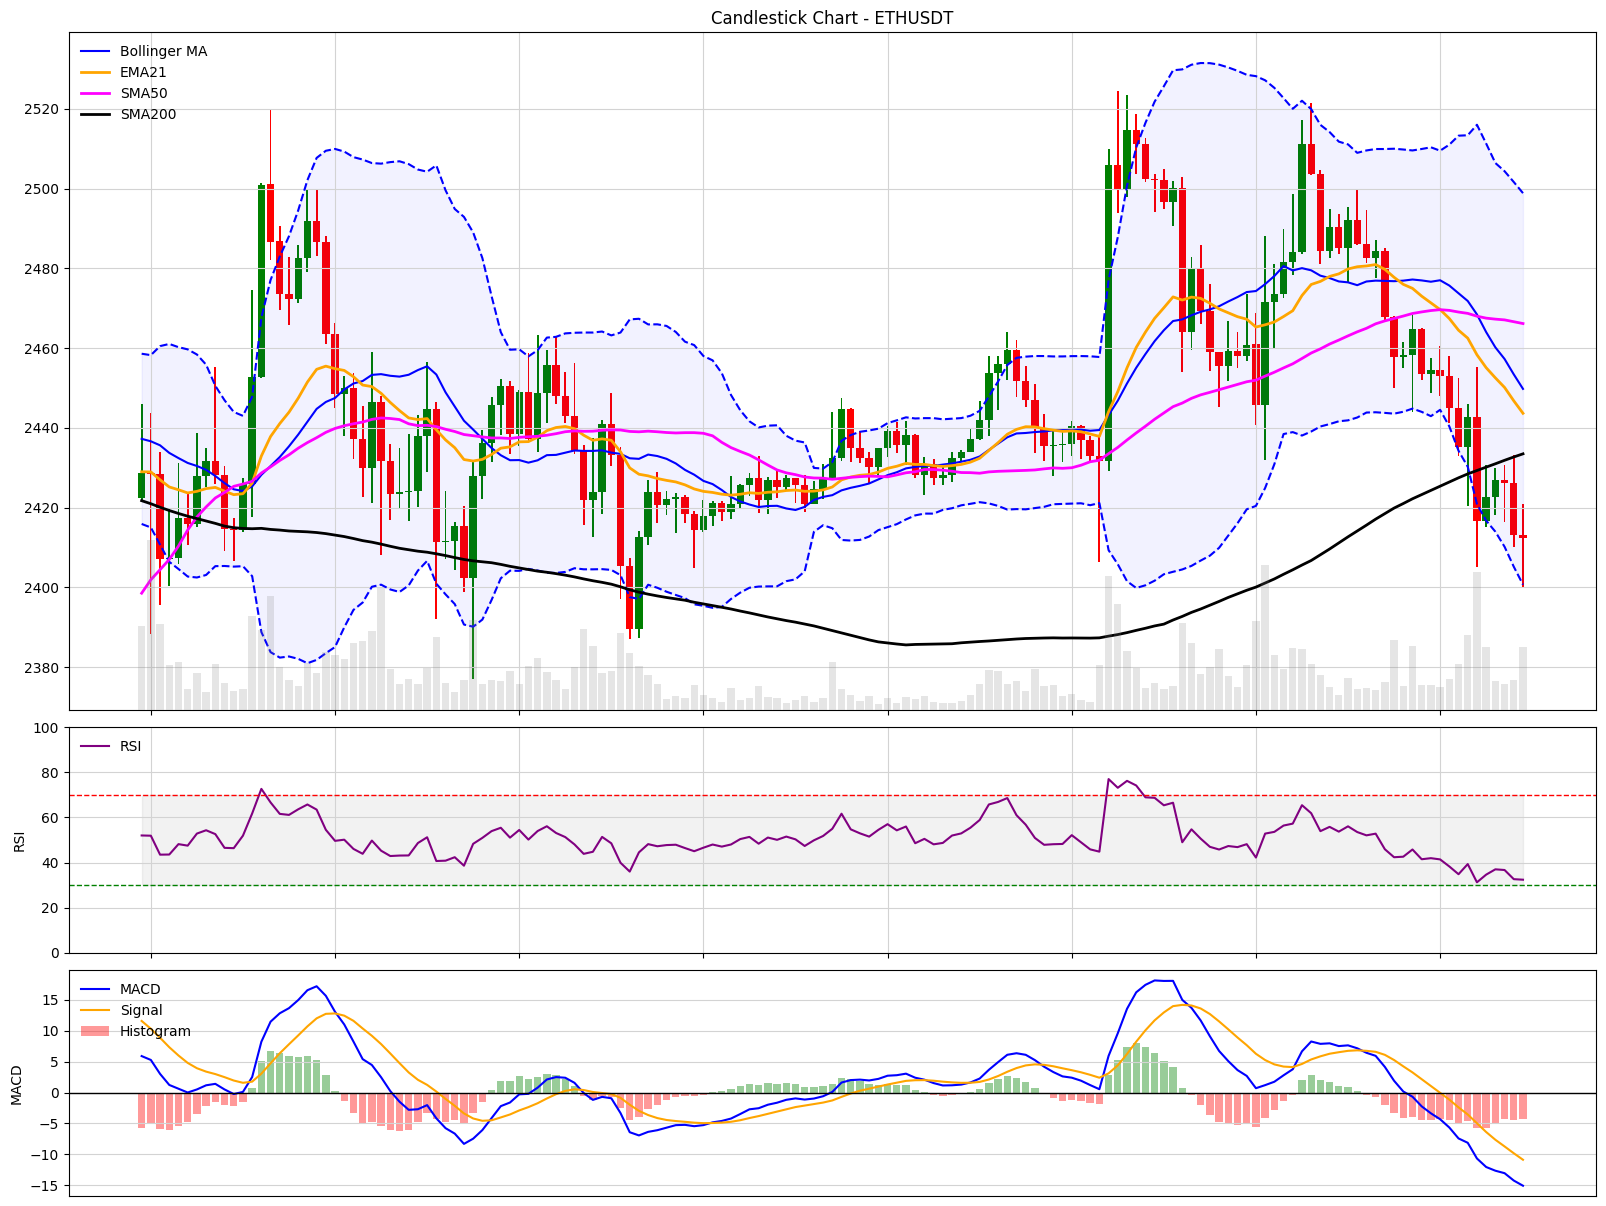 Candlestick Chart - ETHUSDT
Bollinger MA
EMA21
SMA50
SMA200
2520
2500
2480
2460
2440
2420
2400
2380
RSI
100
80
60
40
20
0
RSI
MACD
Signal
Histogram
15
10
5
0
−5
−10
−15
MACD